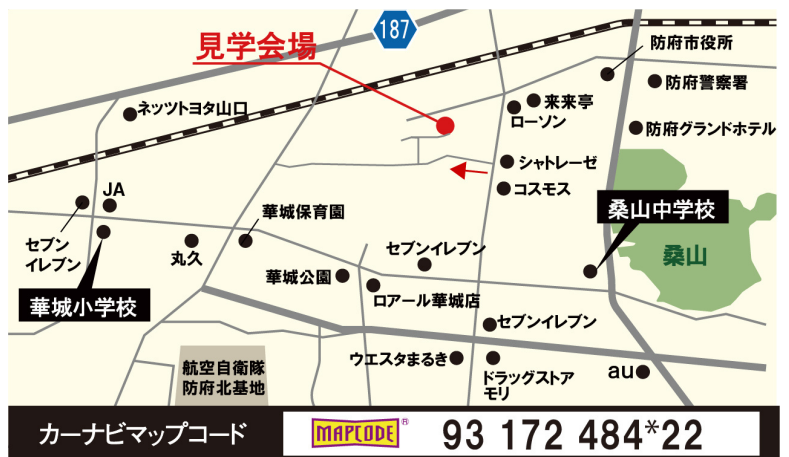 187
見学会場
防府市役所
ネッツトヨタ山口
来来亭
防府警察署
ローソン
防府グランドホテル
シャトレーゼ
JA
コスモス
桑山中学校
華城保育園
セブン
イレブン
丸久
セブンイレブン
桑山
華城公園
華城小学校
ロアール華城店
セブンイレブン
航空自衛隊
防府北基地
ウエスタまるき
ドラッグストア
モリ
au
カーナビマップコード
MAPCODE®
93 172 484*22